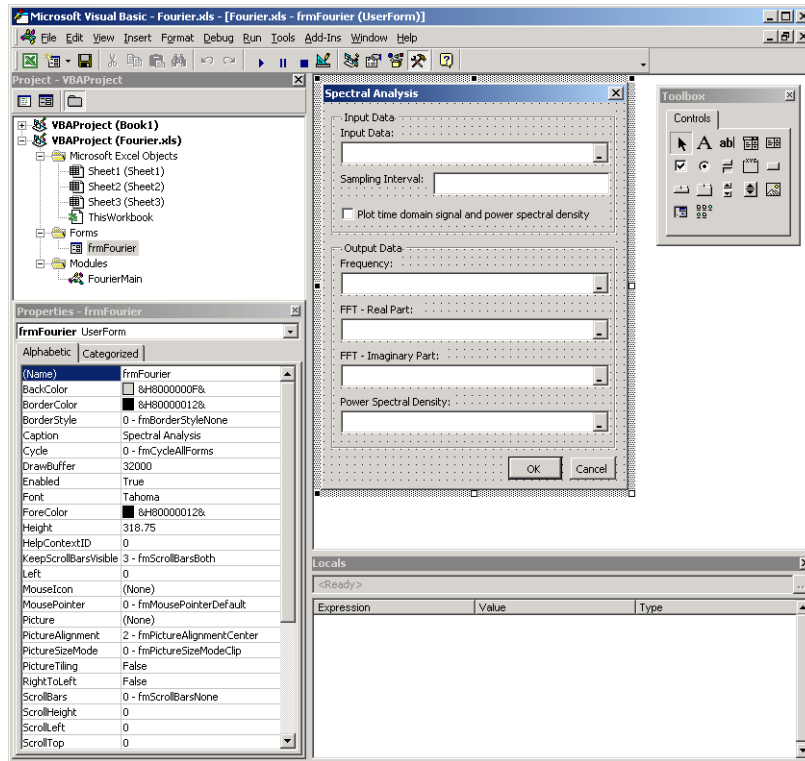 Microsoft Visual Basic - Fourier.xls - [Fourier.xls - frmFourier (UserForm)]
File Edit View Insert Format Debug Run Tools Add-Ins Window Help
Project - VBAProject
VBAProject (Book1)
VBAProject (Fourier.xls)
Microsoft Excel Objects
Sheet1 (Sheet1)
Sheet2 (Sheet2)
Sheet3 (Sheet3)
ThisWorkbook
Forms
frmFourier
Modules
FourierMain
Properties - frmFourier
frmFourier UserForm
Alphabetic Categorized
(Name) frmFourier
BackColor &H8000000F&
BorderColor &H80000012&
BorderStyle 0 - fmBorderStyleNone
Caption Spectral Analysis
Cycle 0 - fmCycleAllForms
DrawBuffer 32000
Enabled True
Font Tahoma
ForeColor &H80000012&
Height 318.75
HelpContextID 0
KeepScrollBarsVisible 3 - fmScrollBarsBoth
Left 0
MouseIcon (None)
MousePointer 0 - fmMousePointerDefault
Picture (None)
PictureAlignment 2 - fmPictureAlignmentCenter
PictureSizeMode 0 - fmPictureSizeModeClip
PictureTiling False
RightToLeft False
ScrollBars 0 - fmScrollBarsNone
ScrollHeight 0
ScrollLeft 0
ScrollTop 0
Spectral Analysis
Input Data
Input Data:
Sampling Interval:
Plot time domain signal and power spectral density
Output Data
Frequency:
FFT - Real Part:
FFT - Imaginary Part:
Power Spectral Density:
OK Cancel
Toolbox
Controls
A ab
XYZ
Locals
<Ready>
...
Expression Value Type